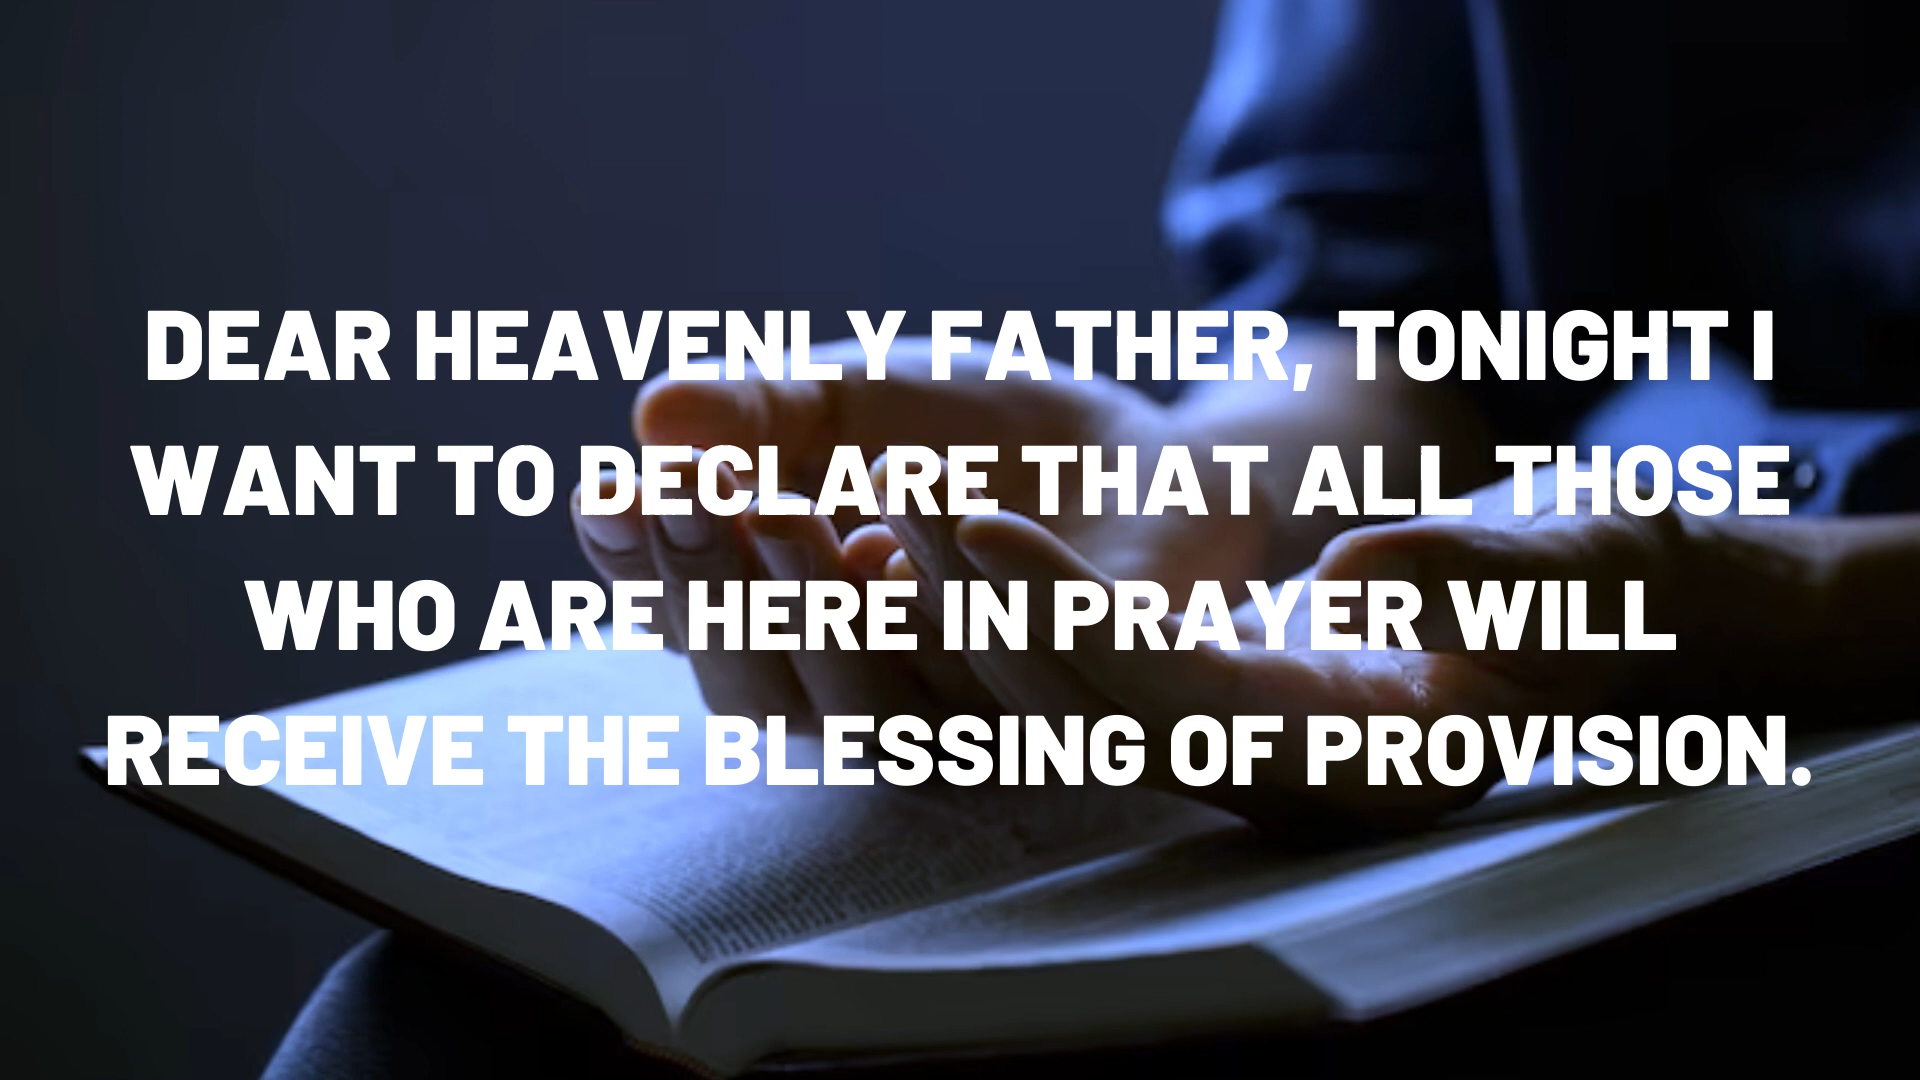 DEAR HEAVENLY FATHER, TONIGHT I
WANT TO DECLARE THAT ALL THOSE
WHO ARE HERE IN PRAYER WILL
RECEIVE THE BLESSING OF PROVISION.